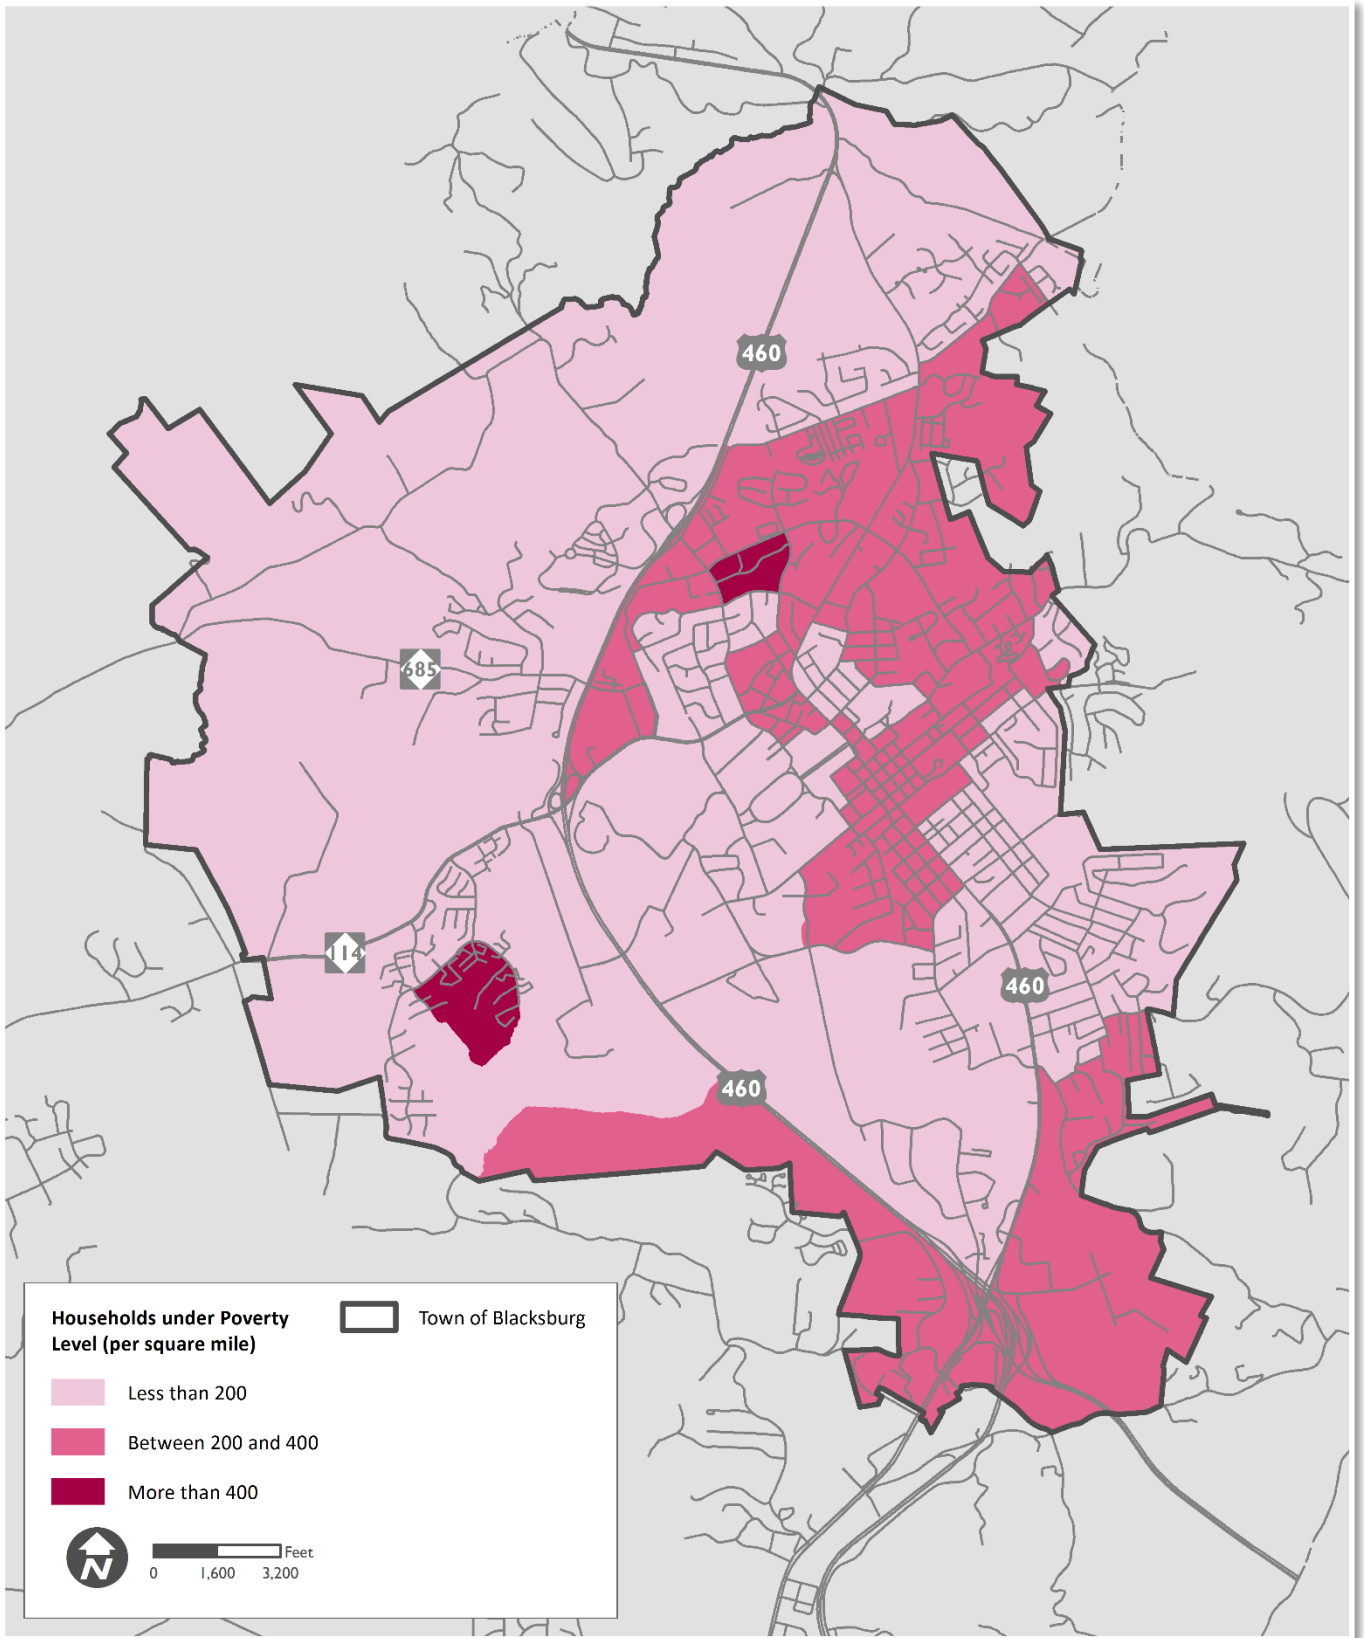 460
685
114
460
460
Households under Poverty
Level (per square mile)
Town of Blacksburg
Less than 200
Between 200 and 400
More than 400
N
Feet
0 1,600 3,200